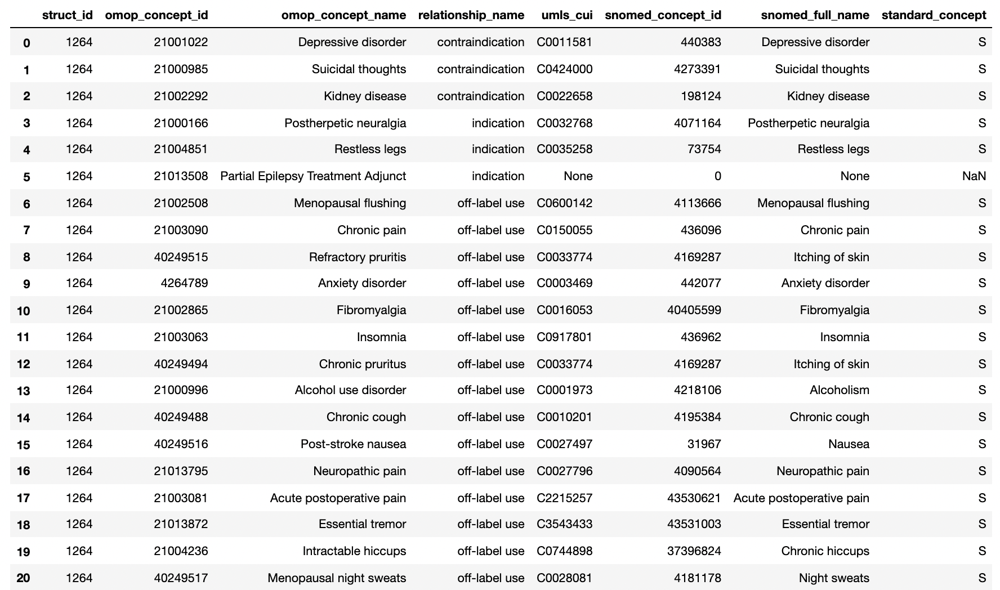 struct_id omop_concept_id omop_concept_name relationship_name umls_cui snomed_concept_id snomed_full_name standard_concept
0 1264 21001022 Depressive disorder contraindication C0011581 440383 Depressive disorder S
1 1264 21000985 Suicidal thoughts contraindication C0424000 4273391 Suicidal thoughts S
2 1264 21002292 Kidney disease contraindication C0022658 198124 Kidney disease S
3 1264 21000166 Postherpetic neuralgia indication C0032768 4071164 Postherpetic neuralgia S
4 1264 21004851 Restless legs indication C0035258 73754 Restless legs S
5 1264 21013508 Partial Epilepsy Treatment Adjunct indication None 0 None NaN
6 1264 21002508 Menopausal flushing off-label use C0600142 4113666 Menopausal flushing S
7 1264 21003090 Chronic pain off-label use C0150055 436096 Chronic pain S
8 1264 40249515 Refractory pruritis off-label use C0033774 4169287 Itching of skin S
9 1264 4264789 Anxiety disorder off-label use C0003469 442077 Anxiety disorder S
10 1264 21002865 Fibromyalgia off-label use C0016053 40405599 Fibromyalgia S
11 1264 21003063 Insomnia off-label use C0917801 436962 Insomnia S
12 1264 40249494 Chronic pruritus off-label use C0033774 4169287 Itching of skin S
13 1264 21000996 Alcohol use disorder off-label use C0001973 4218106 Alcoholism S
14 1264 40249488 Chronic cough off-label use C0010201 4195384 Chronic cough S
15 1264 40249516 Post-stroke nausea off-label use C0027497 31967 Nausea S
16 1264 21013795 Neuropathic pain off-label use C0027796 4090564 Neuropathic pain S
17 1264 21003081 Acute postoperative pain off-label use C2215257 43530621 Acute postoperative pain S
18 1264 21013872 Essential tremor off-label use C3543433 43531003 Essential tremor S
19 1264 21004236 Intractable hiccups off-label use C0744898 37396824 Chronic hiccups S
20 1264 40249517 Menopausal night sweats off-label use C0028081 4181178 Night sweats S